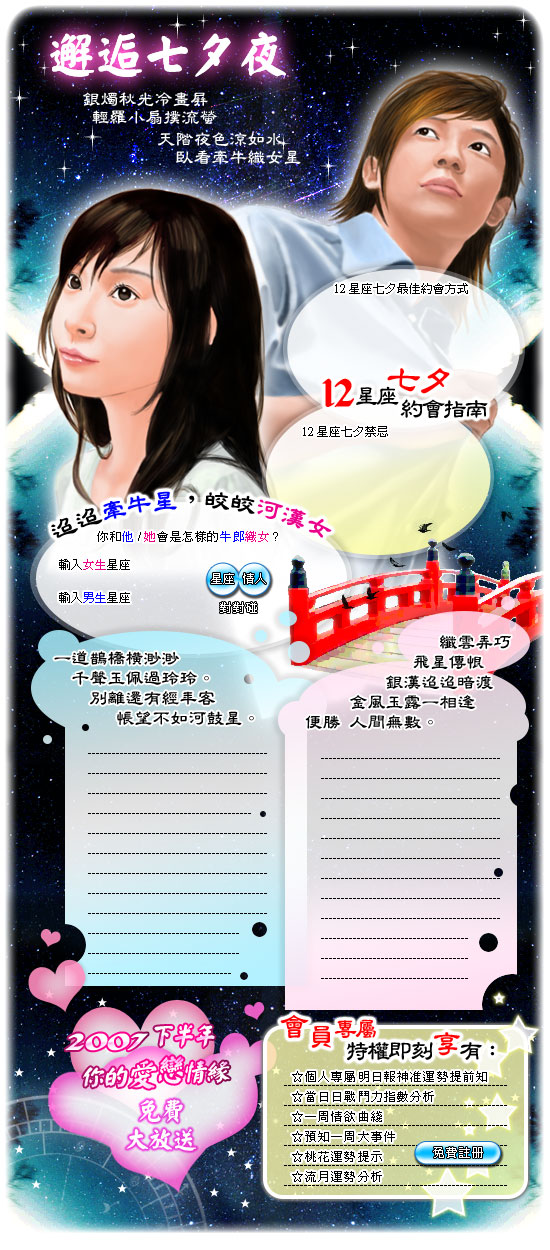 邂逅七夕夜
銀燭秋光冷畫屏
輕羅小扇撲流螢
天階夜色涼如水
臥看牽牛織女星
12星座七夕最佳約會方式
12星座七夕
約會指南
12星座七夕禁忌
迢迢牽牛星，皎皎河漢女
你和他/她會是怎樣的牛郎織女？
輸入女生星座
星座 情人
輸入男生星座
對對碰
一道鵲橋橫渺渺
千聲玉佩過玲玲。
別離還有經年客
悵望不如河鼓星。
纖雲弄巧
飛星傳恨
銀漢迢迢暗渡
金風玉露一相逢
便勝 人間無數。
2007下半年
你的愛戀情緣
免費
大放送
會員專屬
特權即刻享有：
☆個人專屬明日報神准運勢提前知
☆當日日戰鬥力指數分析
☆一周情欲曲綫
☆預知一周大事件
☆桃花運勢提示
☆流月運勢分析
免費註冊